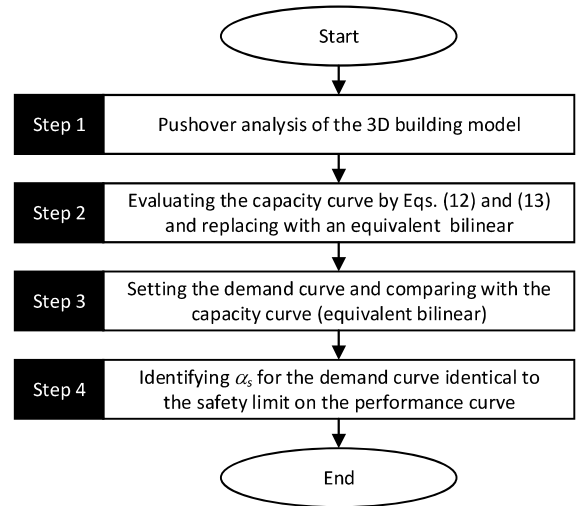 Start
Step 1
Pushover analysis of the 3D building model
Step 2
Evaluating the capacity curve by Eqs. (12) and (13)
and replacing with an equivalent bilinear
Step 3
Setting the demand curve and comparing with the
capacity curve (equivalent bilinear)
Step 4
Identifying αs for the demand curve identical to
the safety limit on the performance curve
End